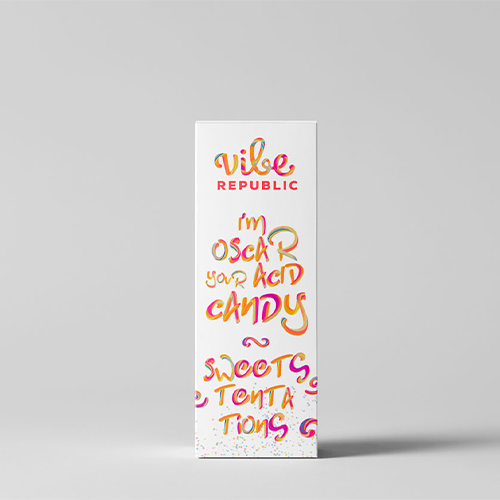 Vibe
REPUBLIC
i'm
OSCAR
YOUR ACID
CANDY
~
SWEETS
TENTA
TIONS